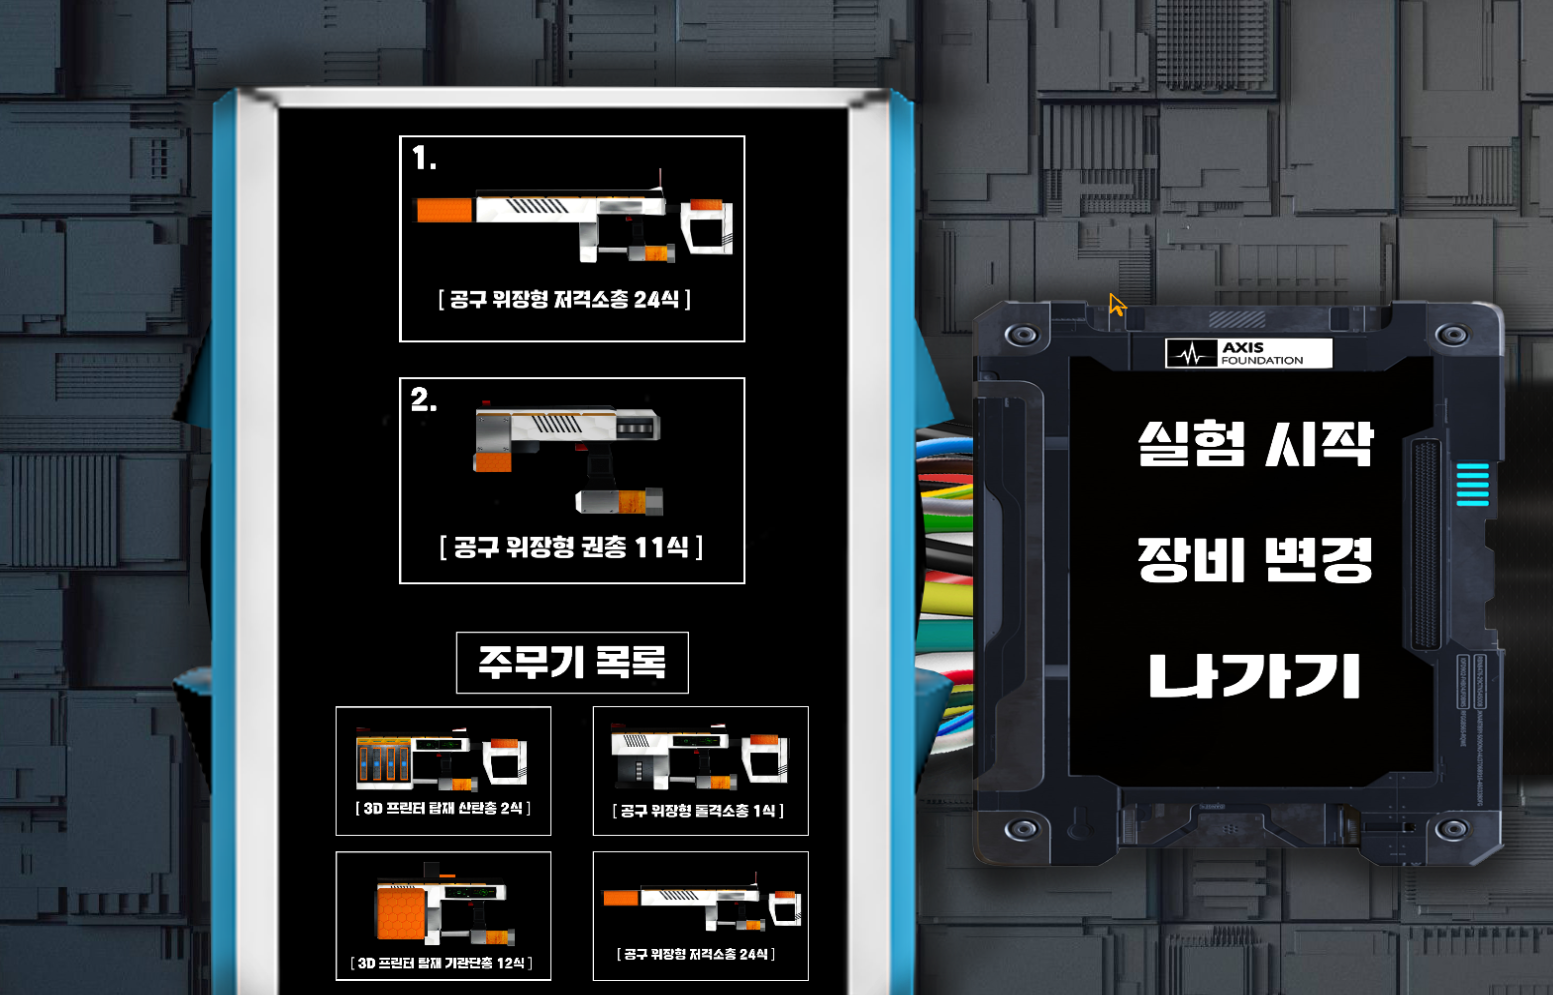 1.
[ 공구 위장형 저격소총 24식 ]
2.
[ 공구 위장형 권총 11식 ]
주무기 목록
[ 3D 프린터 탑재 산탄총 2식 ]
[ 공구 위장형 돌격소총 1식 ]
[ 3D 프린터 탑재 기관단총 12식 ]
[ 공구 위장형 저격소총 24식 ]
AXIS
FOUNDATION
실험 시작
장비 변경
나가기